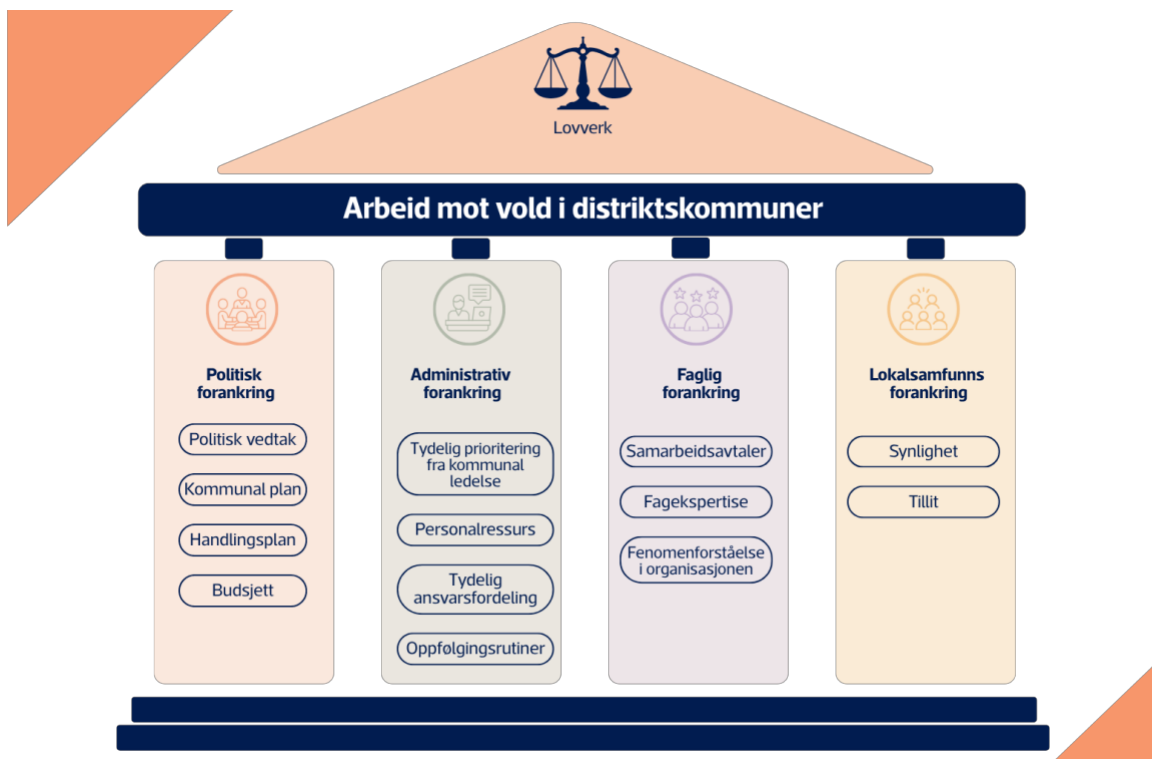 Lovverk
Arbeid mot vold i distriktskommuner
Politisk
forankring
Politisk vedtak
Kommunal plan
Handlingsplan
Budsjett
Administrativ
forankring
Tydelig prioritering
fra kommunal
ledelse
Personalressurs
Tydelig
ansvarsfordeling
Oppfølgingsrutiner
Faglig
forankring
Samarbeidsavtaler
Fagekspertise
Fenomenforståelse
i organisasjonen
Lokalsamfunns
forankring
Synlighet
Tillit